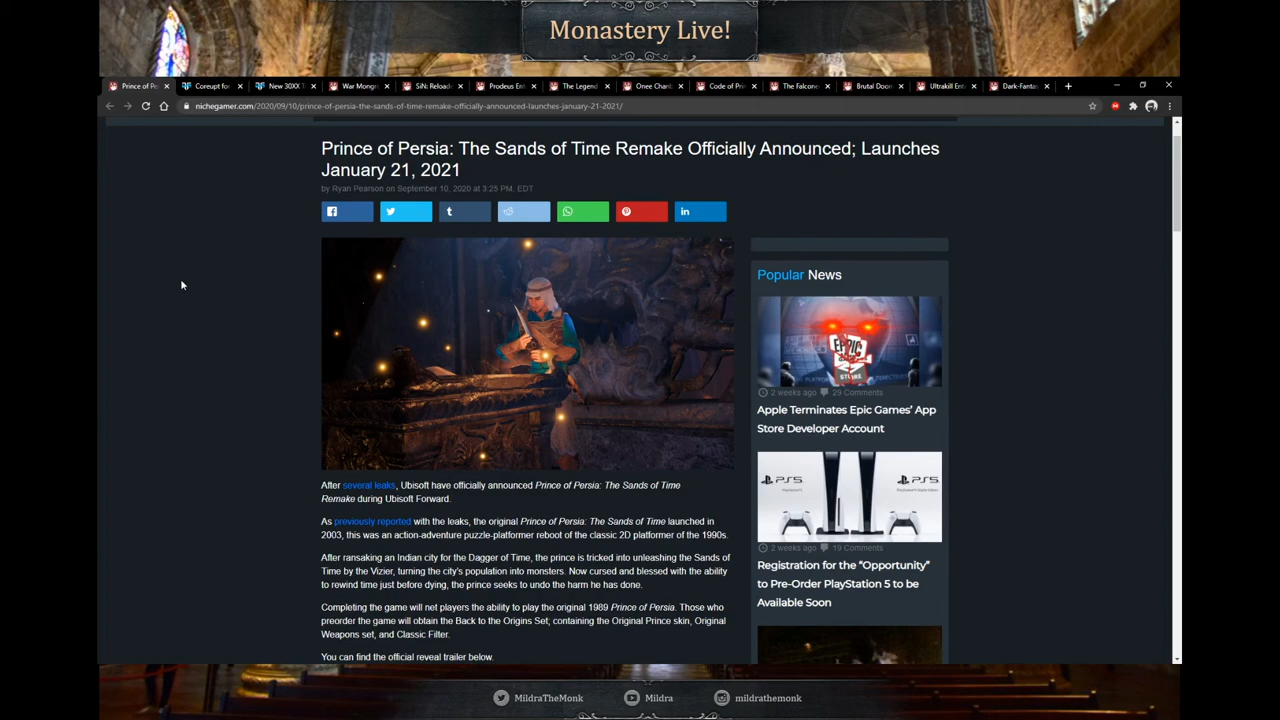 Monastery Live!
Prince of Pe
Coreupt for
New 30XX T
War Mongr
SiN: Reload
Prodeus Ent
The Legend
Onee Chant
Code of Pri
The Falcone
Brutal Doom
Ultrakill Ent
Dark-Fantas
nichegamer.com/2020/09/10/prince-of-persia-the-sands-of-time-remake-officially-announced-launches-january-21-2021/
Prince of Persia: The Sands of Time Remake Officially Announced; Launches
January 21, 2021
by Ryan Pearson on September 10, 2020 at 3:25 PM, EDT
Popular News
EPIC
STORE
2 weeks ago 29 Comments
Apple Terminates Epic Games' App
Store Developer Account
PS5
PS5
2 weeks ago 19 Comments
Registration for the "Opportunity"
to Pre-Order PlayStation 5 to be
Available Soon
After several leaks, Ubisoft have officially announced Prince of Persia: The Sands of Time
Remake during Ubisoft Forward.
As previously reported with the leaks, the original Prince of Persia: The Sands of Time launched in
2003, this was an action-adventure puzzle-platformer reboot of the classic 2D platformer of the 1990s.
After ransaking an Indian city for the Dagger of Time, the prince is tricked into unleashing the Sands of
Time by the Vizier, turning the city's population into monsters. Now cursed and blessed with the ability
to rewind time just before dying, the prince seeks to undo the harm he has done.
Completing the game will net players the ability to play the original 1989 Prince of Persia. Those who
preorder the game will obtain the Back to the Origins Set; containing the Original Prince skin, Original
Weapons set, and Classic Filter.
You can find the official reveal trailer below.
MildraTheMonk
Mildra
mildrathemonk